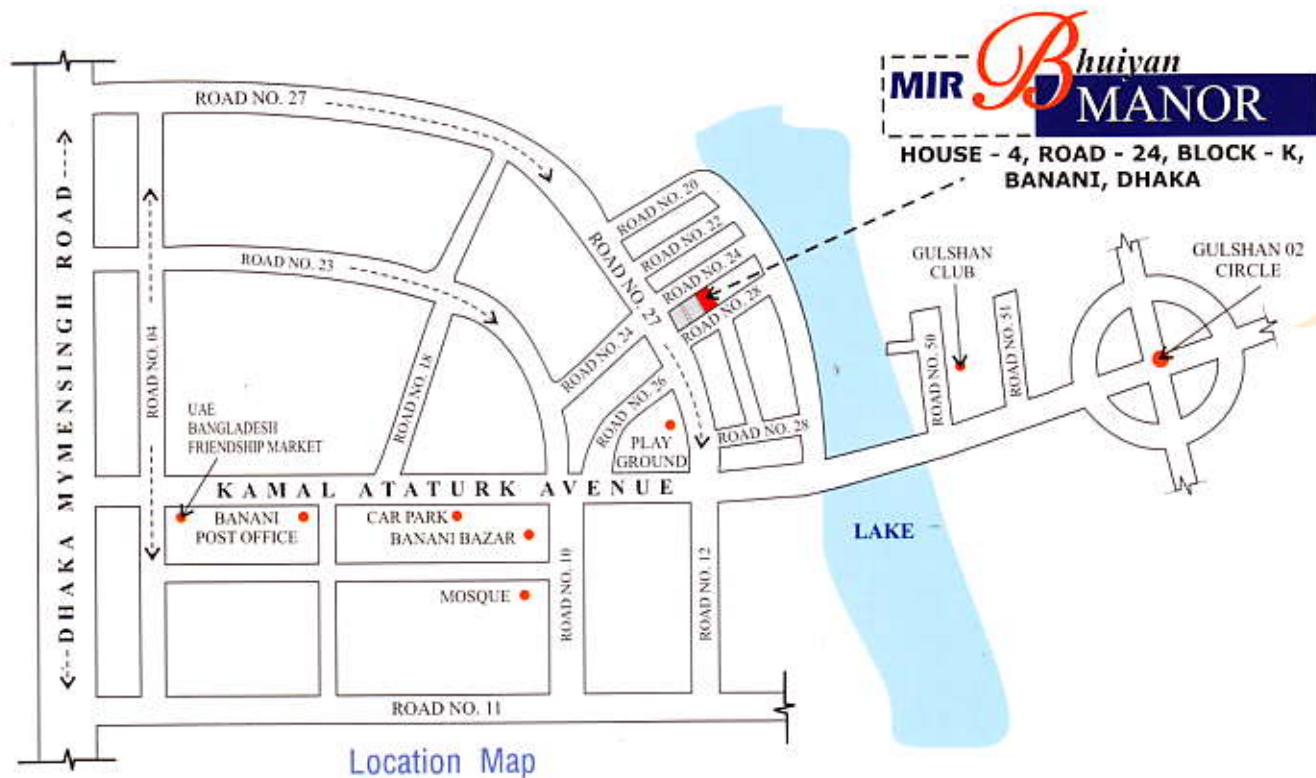 MIR
Bhuiyan
MANOR
HOUSE - 4, ROAD - 24, BLOCK - K,
BANANI, DHAKA
ROAD NO. 27
DHAKA MYMENSINGH ROAD
ROAD NO. 04
ROAD NO. 23
ROAD NO. 18
ROAD NO. 20
ROAD NO. 22
ROAD NO. 24
ROAD NO. 28
ROAD NO. 27
ROAD NO. 24
ROAD NO. 26
PLAY
GROUND
ROAD NO. 28
GULSHAN
CLUB
ROAD NO. 50
ROAD NO. 51
GULSHAN 02
CIRCLE
UAE
BANGLADESH
FRIENDSHIP MARKET
KAMAL ATATURK AVENUE
BANANI
POST OFFICE
CAR PARK
BANANI BAZAR
MOSQUE
ROAD NO. 10
ROAD NO. 12
LAKE
ROAD NO. 11
Location Map